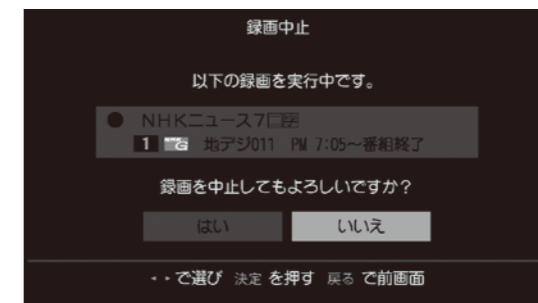 録画中止
以下の録画を実行中です。
● NHKニュース7 字
1 G 地デジ011 PM 7:05～番組終了
録画を中止してもよろしいですか?
はい いいえ
で選び 決定 を押す 戻る で前画面